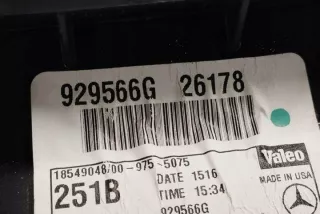 929566G 26178
18549048/00-975-5075
Valeo
MADE IN USA
251B
DATE 1516
TIME 15:34
929566G